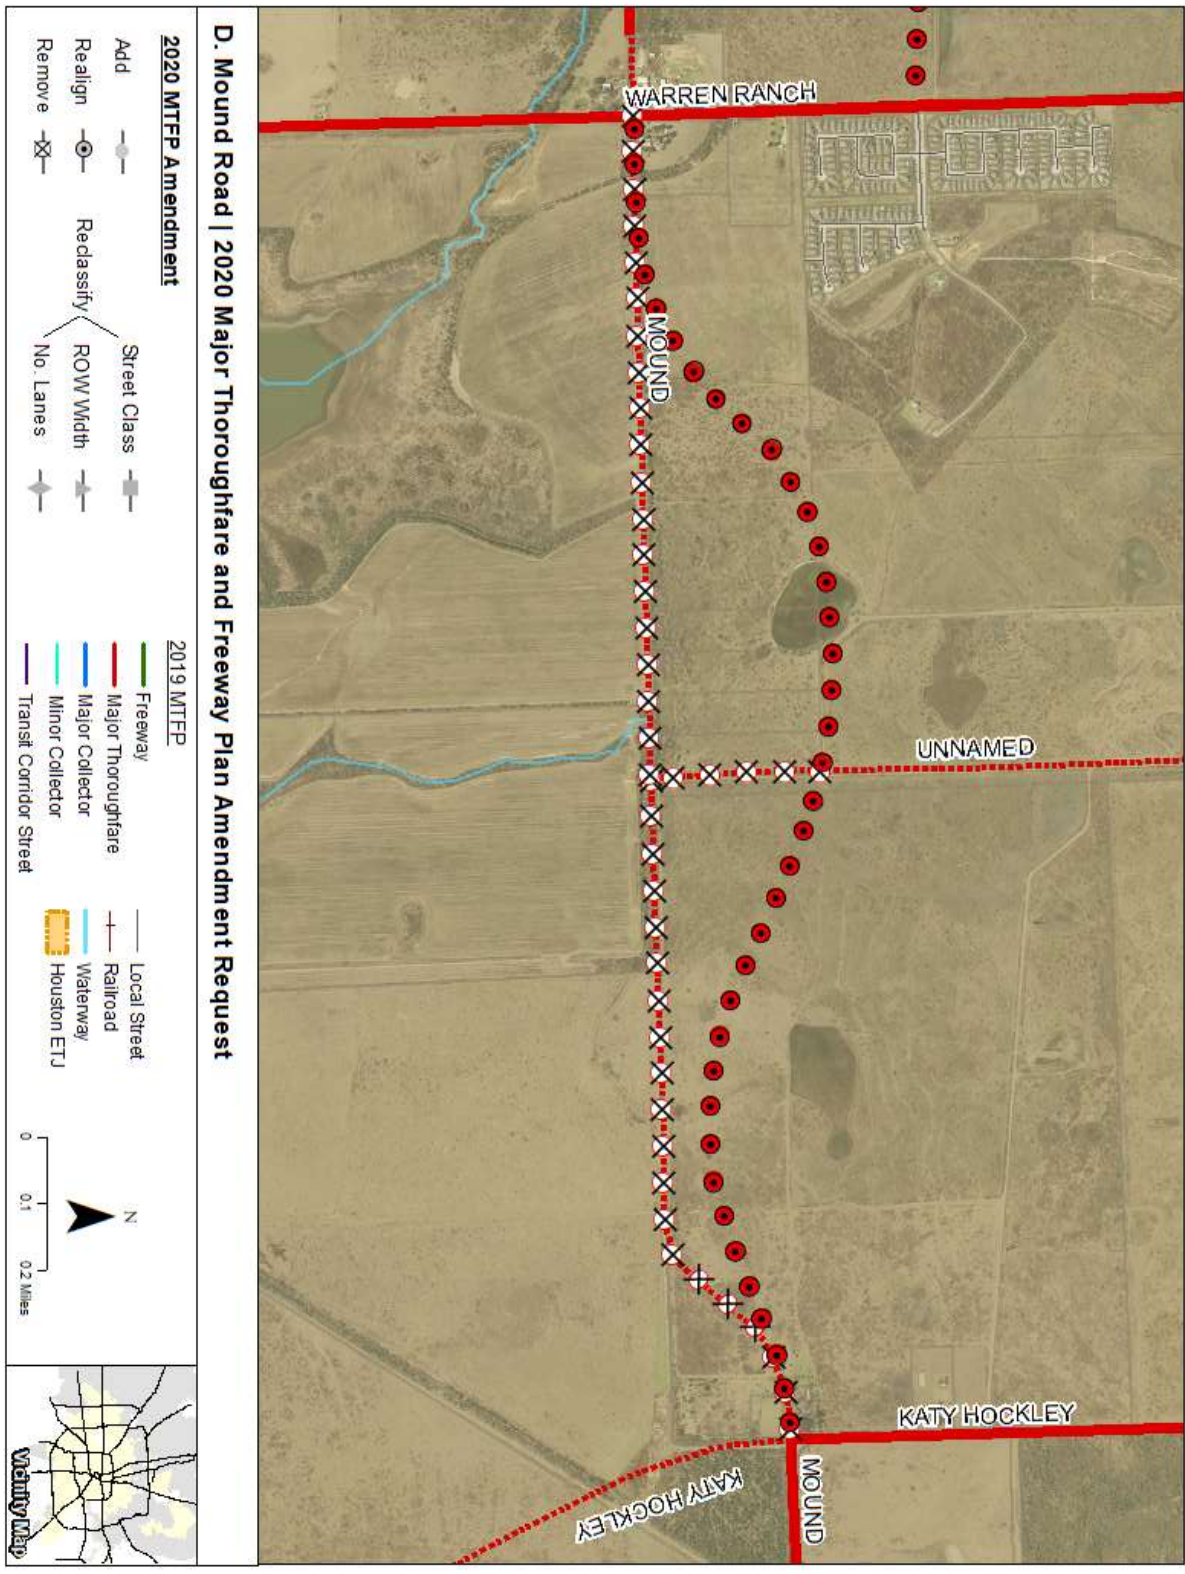 WARREN RANCH
MOUND
UNNAMED
KATY HOCKLEY
KATY HOCKLEY
MOUND
D. Mound Road | 2020 Major Thoroughfare and Freeway Plan Amendment Request
2020 MTFP Amendment
Add
Realign
Remove
Reclassify
Street Class
ROW Width
No. Lanes
2019 MTFP
Freeway
Major Thoroughfare
Major Collector
Minor Collector
Transit Corridor Street
Local Street
Railroad
Waterway
Houston ETJ
N
0 0.1 0.2 Miles
Vicinity Map